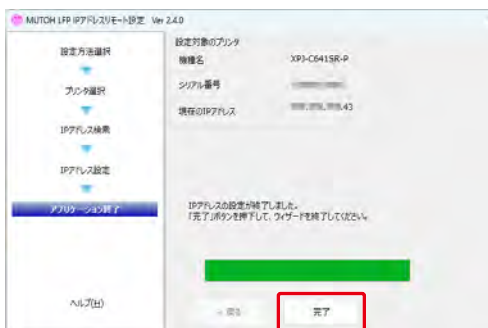 MUTOH LFP IPアドレスリモート設定 Ver 2.4.0
設定方法選択
プリンタ選択
IPアドレス検索
IPアドレス設定
アプリケーション終了
ヘルプ(H)
設定対象のプリンタ
機種名 XPJ-C641SR-P
シリアル番号
現在のIPアドレス .43
IPアドレスの設定が終了しました。
「完了」ボタンを押下して、ウィザードを終了してください。
< 戻る 完了